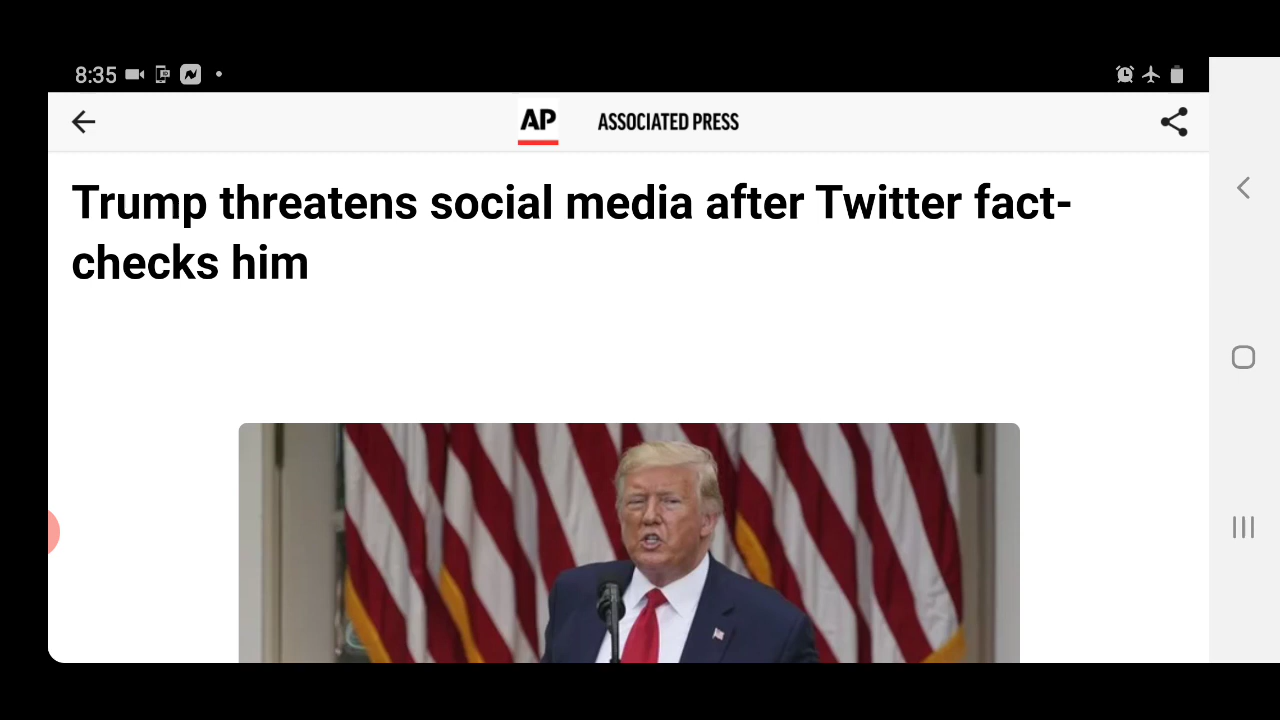 8:35
AP ASSOCIATED PRESS
Trump threatens social media after Twitter fact-
checks him